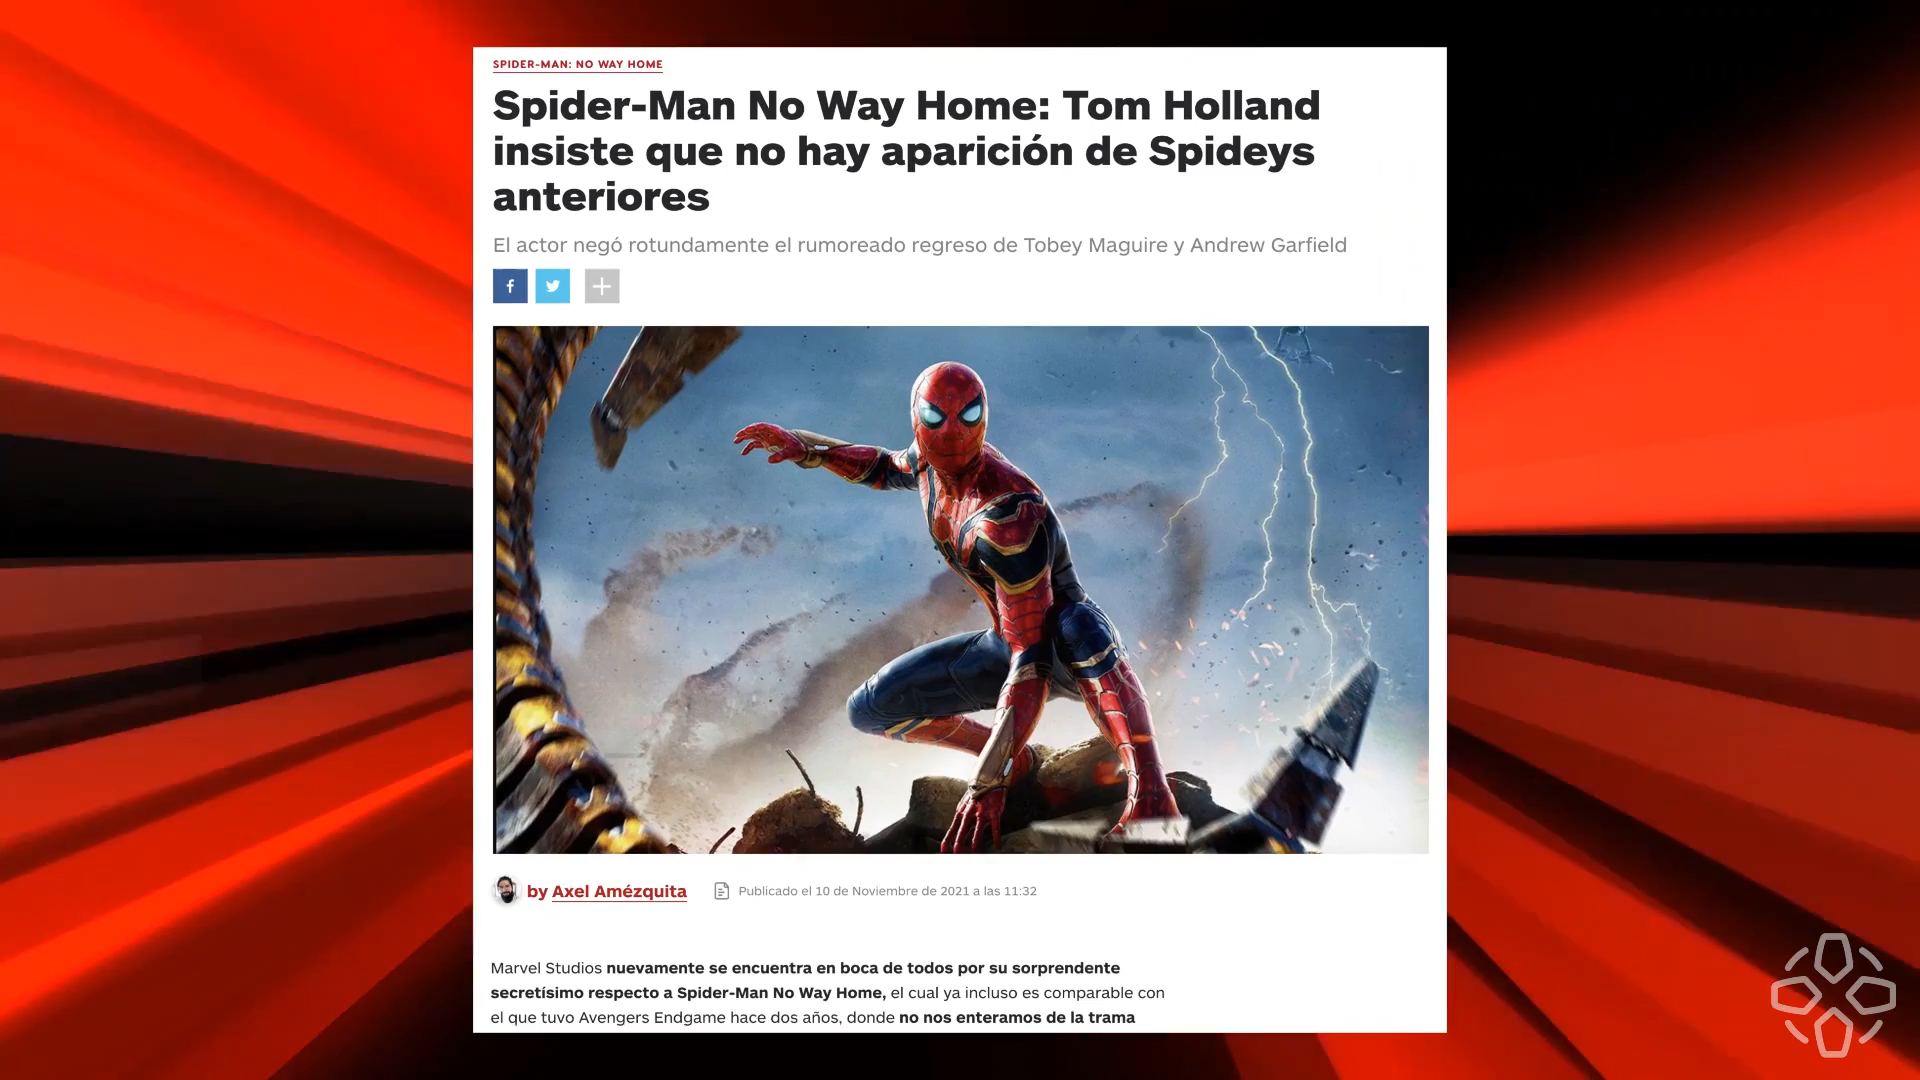 SPIDER-MAN: NO WAY HOME
Spider-Man No Way Home: Tom Holland
insiste que no hay aparición de Spideys
anteriores
El actor negó rotundamente el rumoreado regreso de Tobey Maguire y Andrew Garfield
by Axel Amézquita
Publicado el 10 de Noviembre de 2021 a las 11:32
Marvel Studios nuevamente se encuentra en boca de todos por su sorprendente
secretísimo respecto a Spider-Man No Way Home, el cual ya incluso es comparable con
el que tuvo Avengers Endgame hace dos años, donde no nos enteramos de la trama